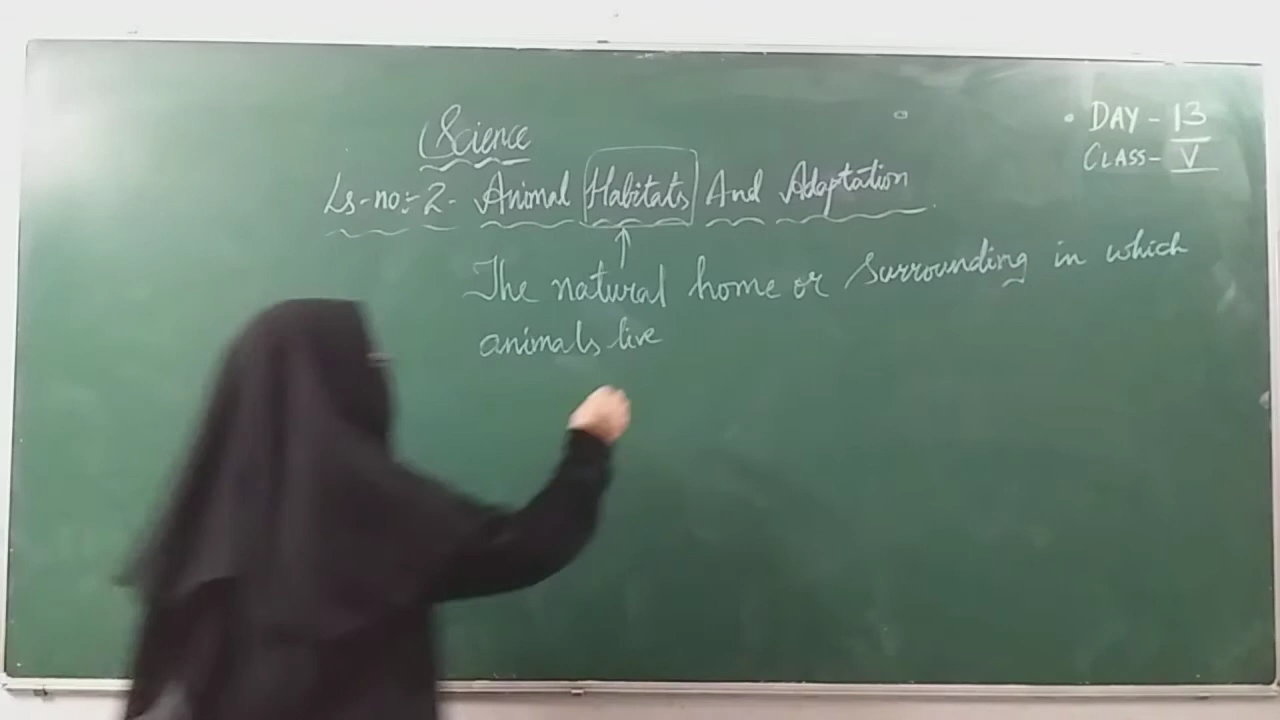 DAY - 13
CLASS - V
Science
Ls-no:- 2 - Animal Habitats And Adaptation
The natural home or surrounding in which
animals live